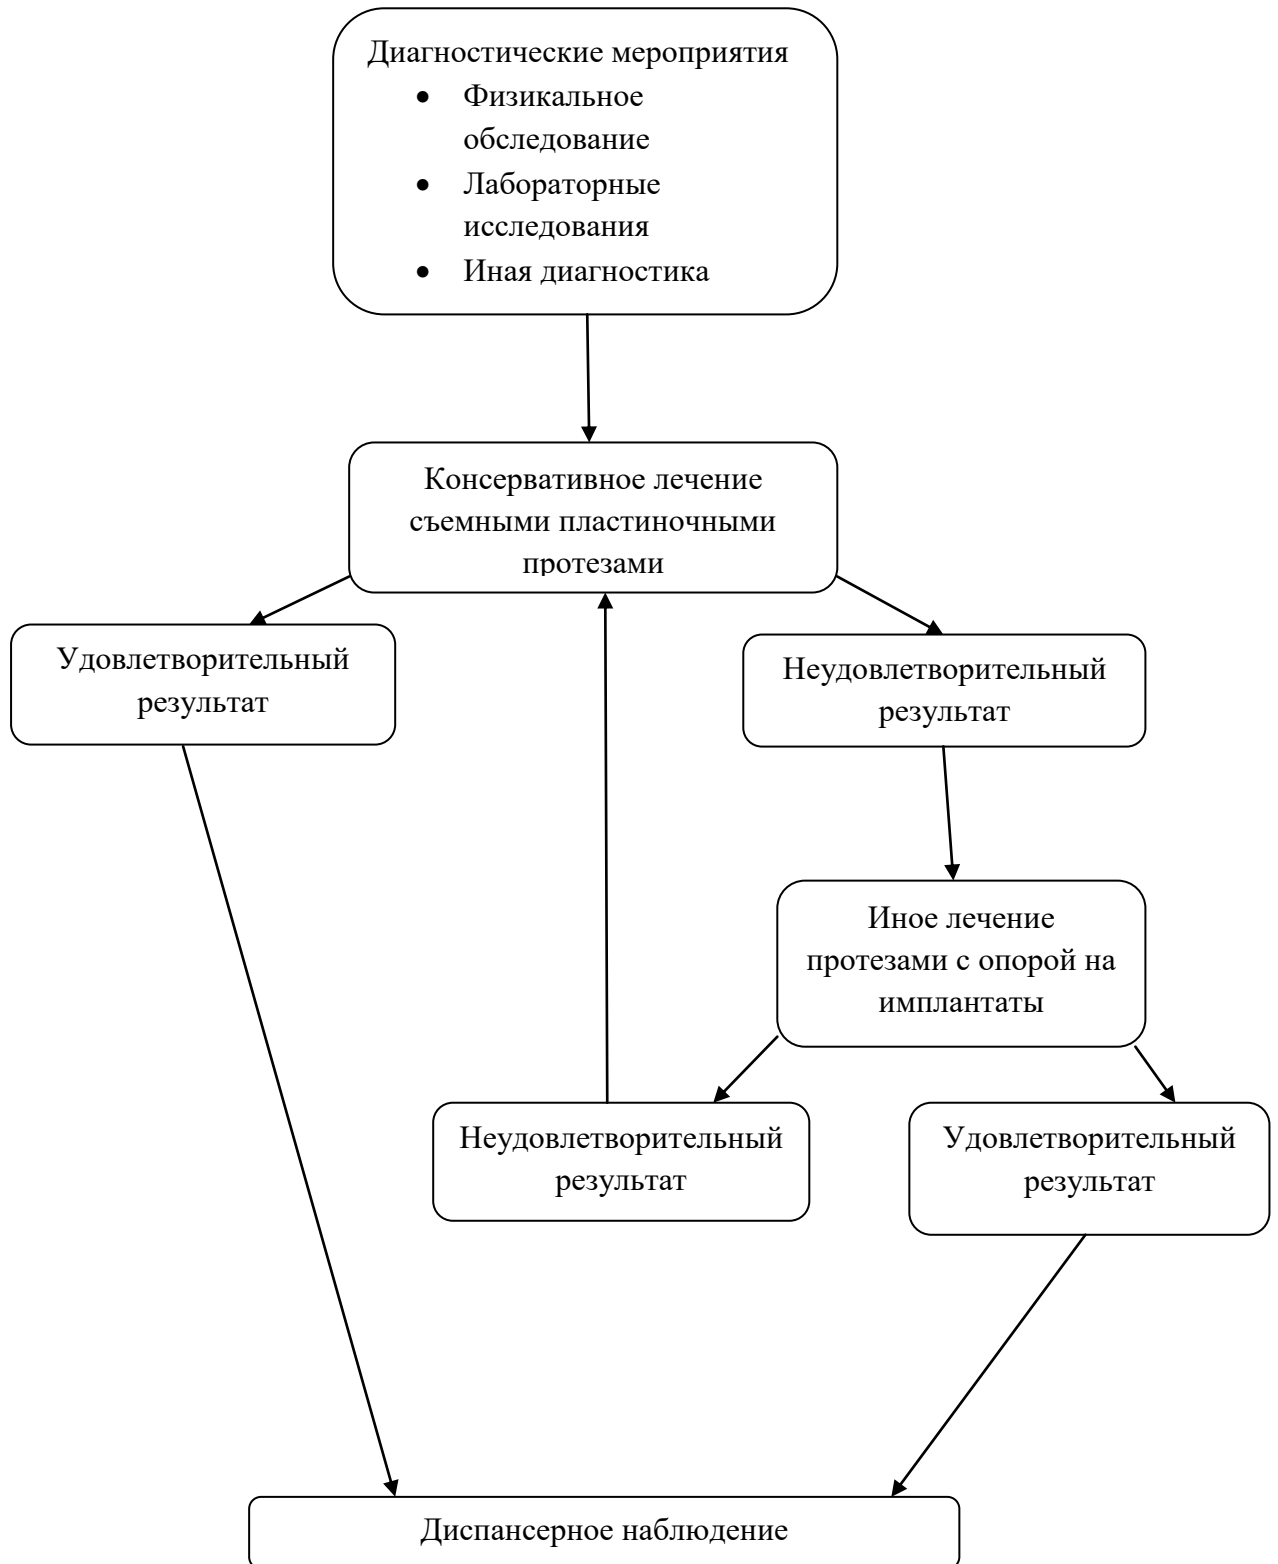 Диагностические мероприятия
• Физикальное
обследование
• Лабораторные
исследования
• Иная диагностика
Консервативное лечение
съемными пластиночными
протезами
Удовлетворительный
результат
Неудовлетворительный
результат
Иное лечение
протезами с опорой на
имплантаты
Неудовлетворительный
результат
Удовлетворительный
результат
Диспансерное наблюдение